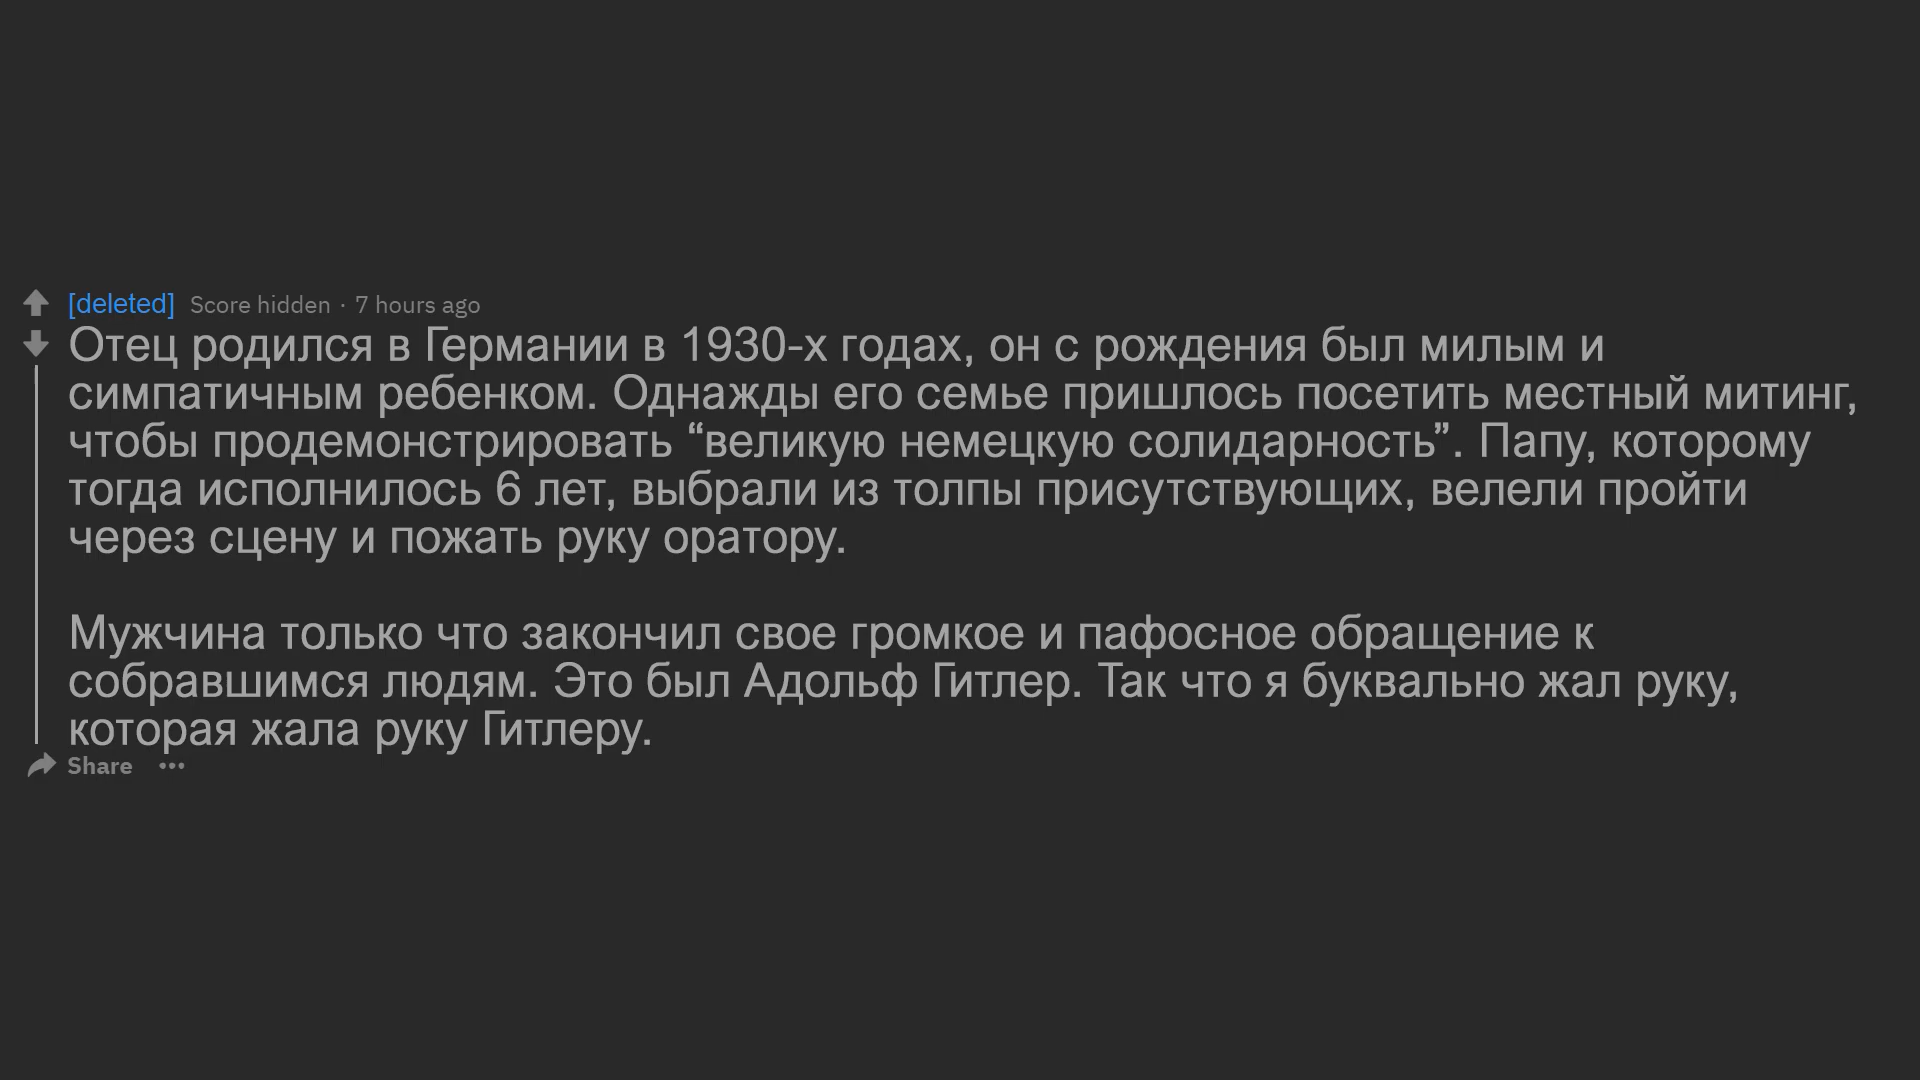 [deleted] Score hidden · 7 hours ago
Отец родился в Германии в 1930-х годах, он с рождения был милым и
симпатичным ребенком. Однажды его семье пришлось посетить местный митинг,
чтобы продемонстрировать “великую немецкую солидарность”. Папу, которому
тогда исполнилось 6 лет, выбрали из толпы присутствующих, велели пройти
через сцену и пожать руку оратору.
Мужчина только что закончил свое громкое и пафосное обращение к
собравшимся людям. Это был Адольф Гитлер. Так что я буквально жал руку,
которая жала руку Гитлеру.
Share ···